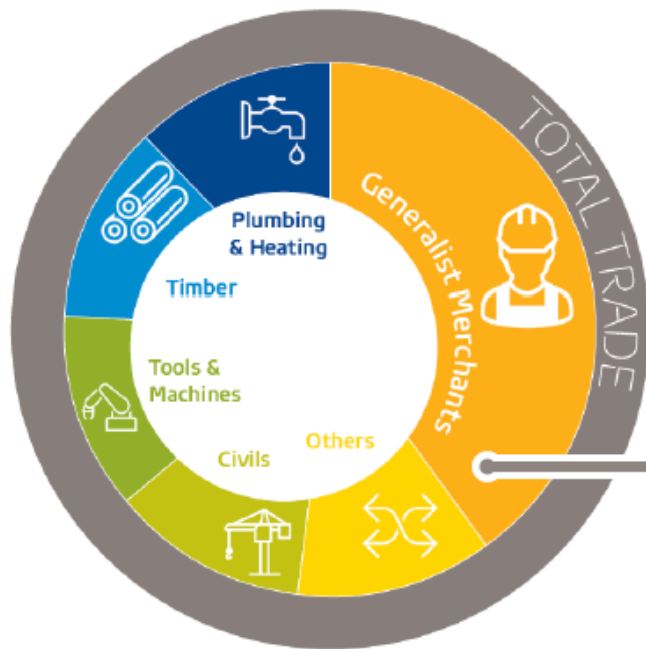 TOTAL TRADE
Generalist Merchants
Plumbing
& Heating
Timber
Tools &
Machines
Civils
Others